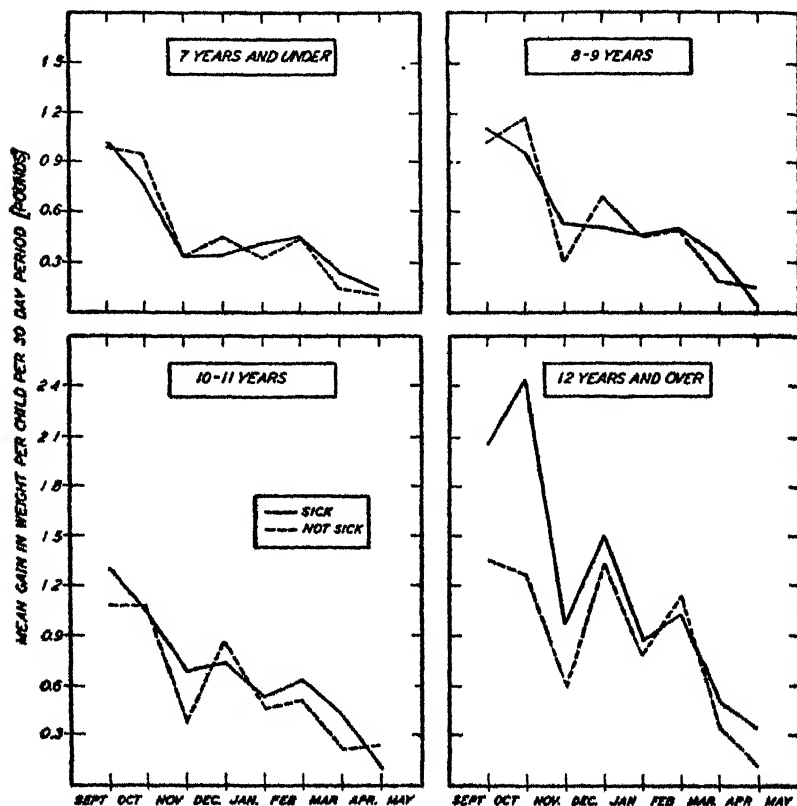 7 YEARS AND UNDER
8-9 YEARS
1.5
1.2
0.9
0.6
0.3
MEAN GAIN IN WEIGHT PER CHILD PER 30 DAY PERIOD (POUNDS)
10-11 YEARS
12 YEARS AND OVER
2.4
2.1
1.8
1.5
1.2
0.9
0.6
0.3
SICK
NOT SICK
SEPT OCT NOV DEC. JAN. FEB MAR APR. MAY
SEPT OCT NOV. DEC. JAN. FEB. MAR. APR MAY